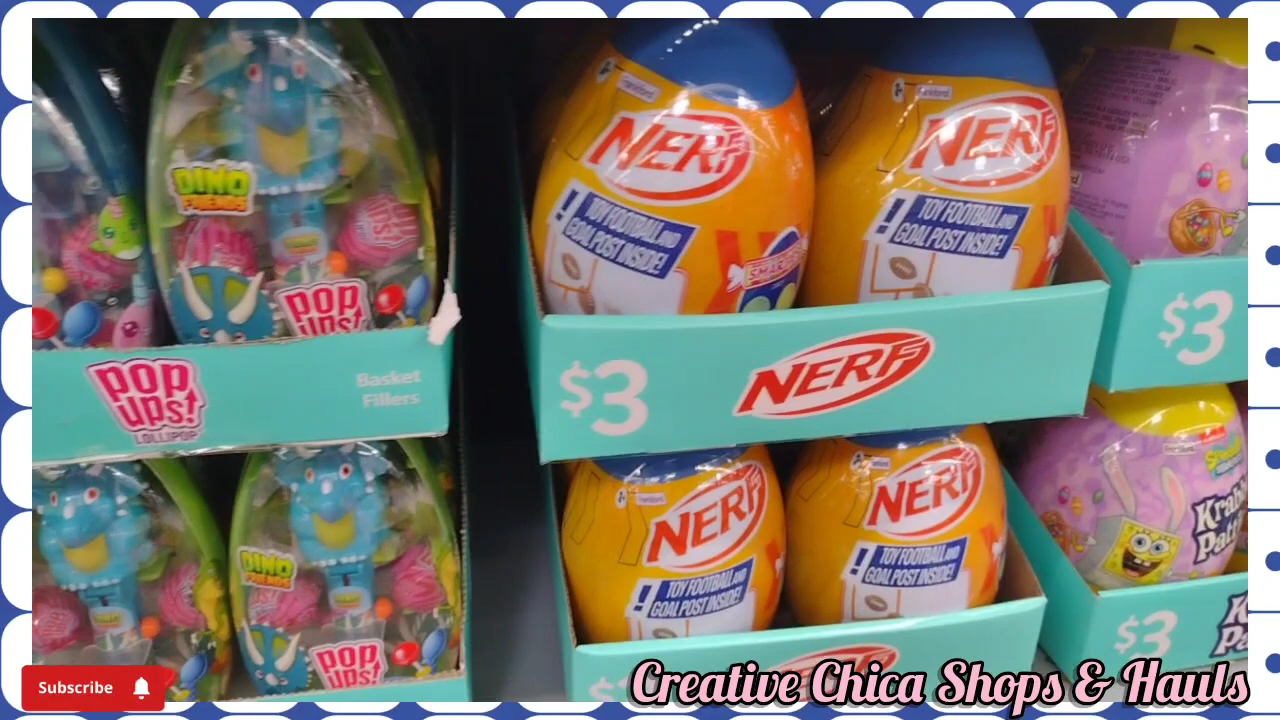 DINO
FRIENDS
POP
UPS!
POP
UPS!
LOLLIPOP
Basket
Fillers
DINO
FRIENDS
POP
UPS!
NERF
TOY FOOTBALL AND
GOAL POST INSIDE!
SMARTIES
NERF
TOY FOOTBALL AND
GOAL POST INSIDE!
$3
NERF
$3
NERF
TOY FOOTBALL AND
GOAL POST INSIDE!
NERF
TOY FOOTBALL AND
GOAL POST INSIDE!
$3
Subscribe
Creative Chica Shops & Hauls